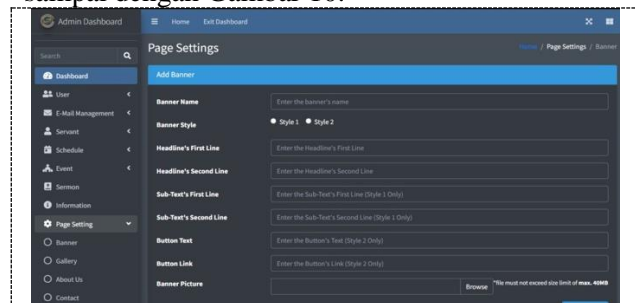 sampai dengan Gambar 10.
Admin Dashboard
Home Exit Dashboard
Search
Page Settings
Home / Page Settings / Banner
Dashboard
User
E-Mail Management
Servant
Schedule
Event
Sermon
Information
Page Setting
Banner
Gallery
About Us
Contact
Add Banner
Banner Name Enter the banner's name
Banner Style Style 1 Style 2
Headline's First Line Enter the Headline's First Line
Headline's Second Line Enter the Headline's Second Line
Sub-Text's First Line Enter the Sub-Text's First Line (Style 1 Only)
Sub-Text's Second Line Enter the Sub-Text's Second Line (Style 1 Only)
Button Text Enter the Button's Text (Style 2 Only)
Button Link Enter the Button's Link (Style 2 Only)
Banner Picture Browse *file must not exceed size limit of max. 40MB